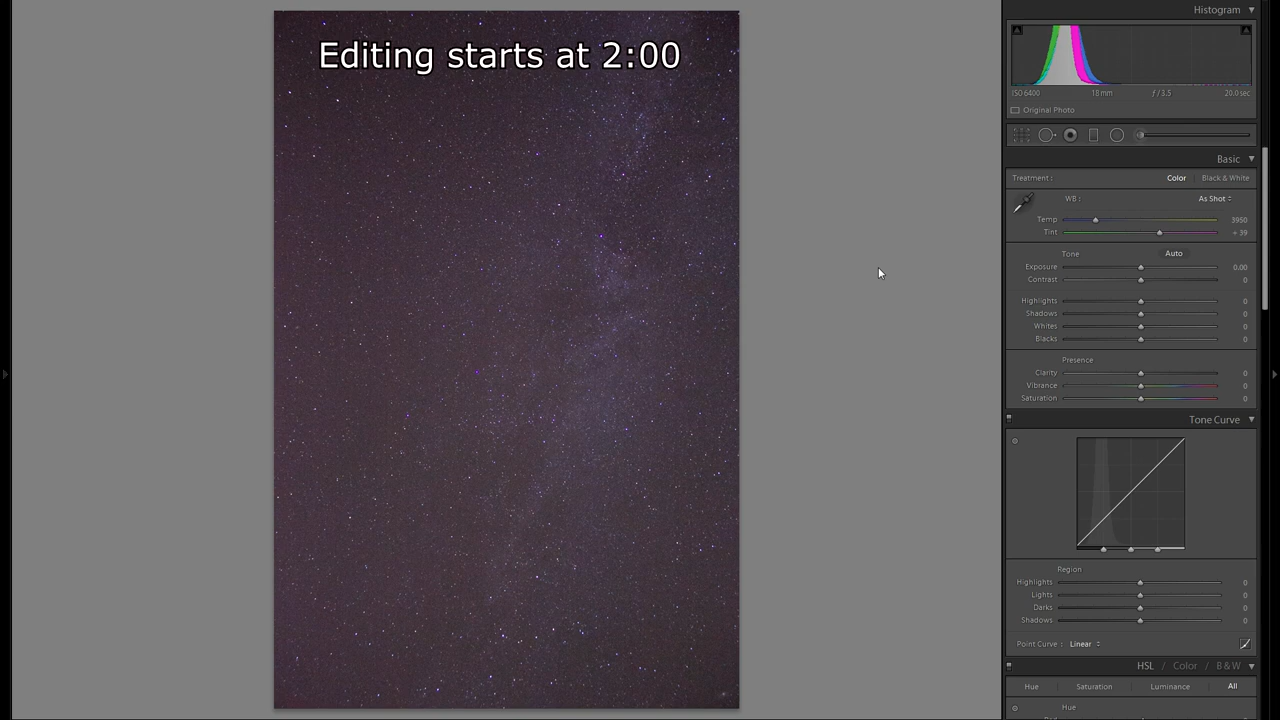 Editing starts at 2:00
Histogram
ISO 6400 18 mm ƒ / 3.5 20.0 sec
Original Photo
Basic
Treatment : Color Black & White
WB : As Shot
Temp 3950
Tint + 39
Tone Auto
Exposure 0.00
Contrast 0
Highlights 0
Shadows 0
Whites 0
Blacks 0
Presence
Clarity 0
Vibrance 0
Saturation 0
Tone Curve
Region
Highlights 0
Lights 0
Darks 0
Shadows 0
Point Curve : Linear
HSL / Color / B & W
Hue Saturation Luminance All
Hue